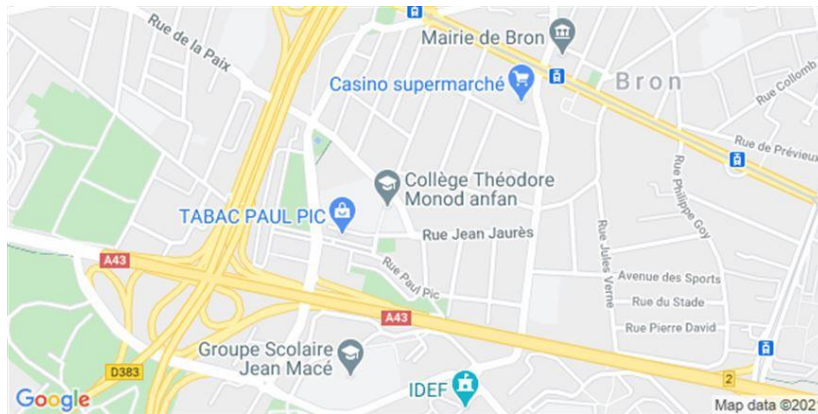 Rue de la Paix
Mairie de Bron
Casino supermarché
Bron
Rue Collomb
Rue de Prévieux
Collège Théodore
Monod anfan
TABAC PAUL PIC
Rue Jean Jaurès
Rue Philippe Goy
Rue Jules Verne
A43
Rue Paul Pic
Avenue des Sports
Rue du Stade
A43
Rue Pierre David
Groupe Scolaire
Jean Macé
D383
IDEF
2
Google
Map data ©202